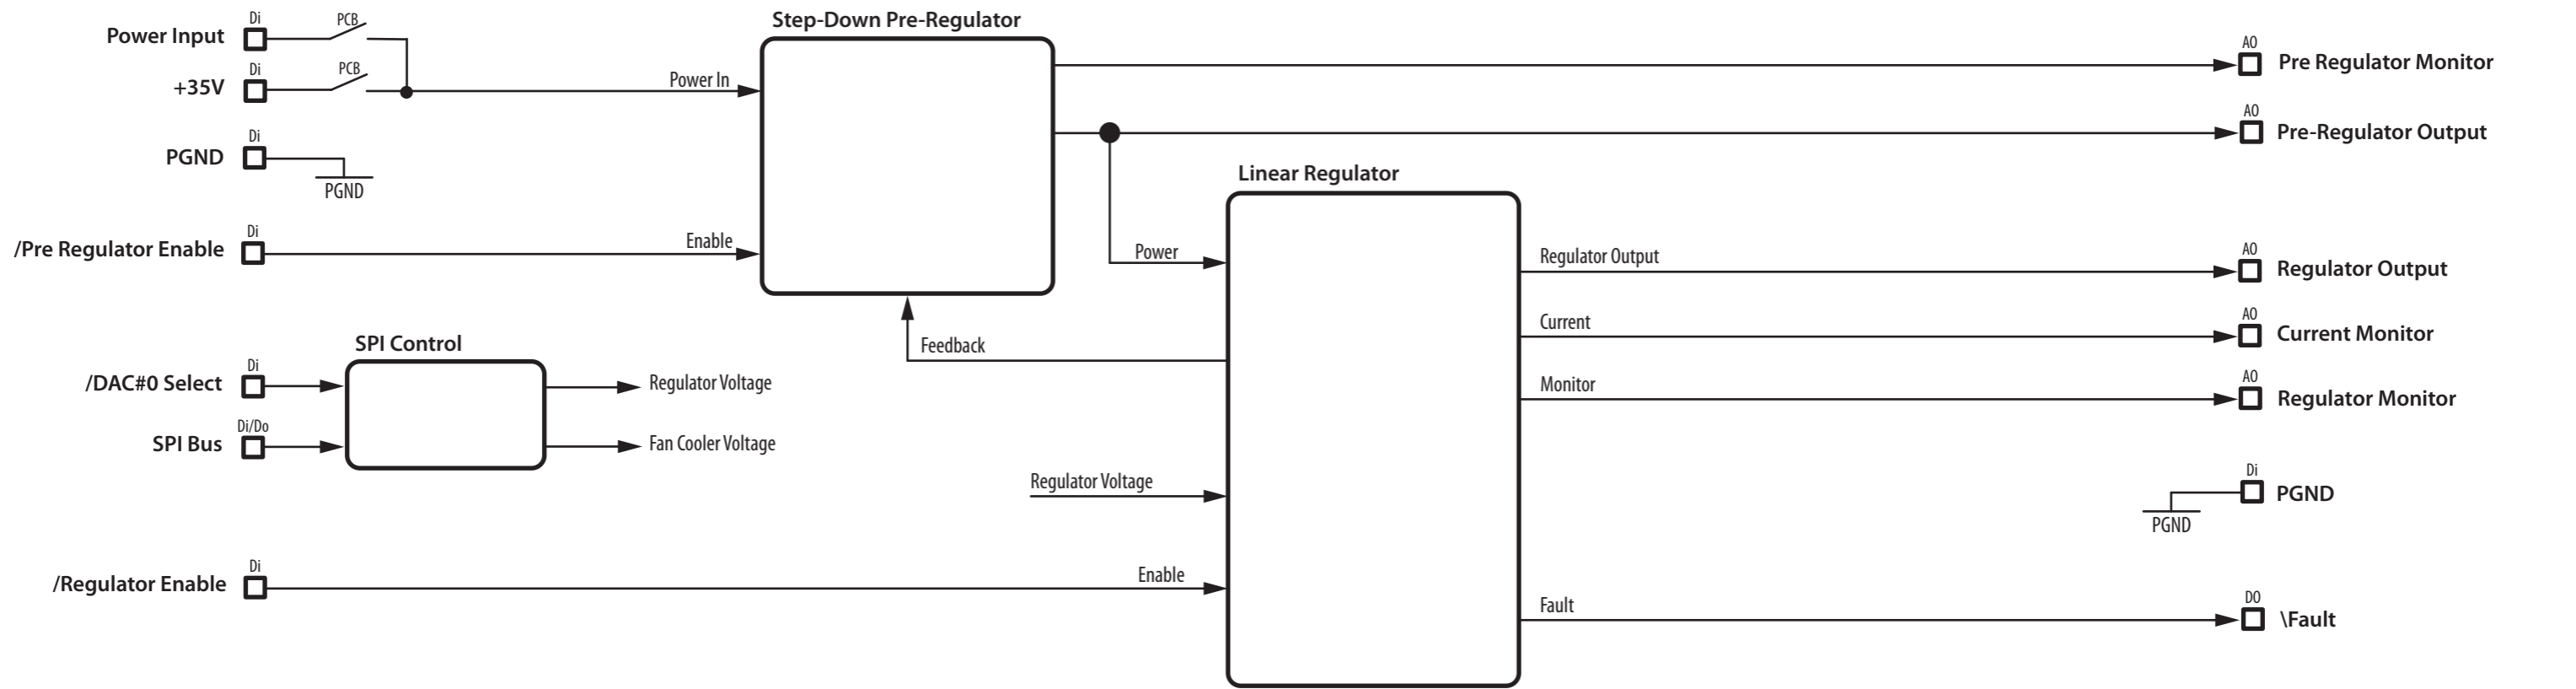 Step-Down Pre-Regulator
Di
PCB
Power Input
Di
PCB
+35V
Power In
AO
Pre Regulator Monitor
AO
Pre-Regulator Output
Di
PGND
PGND
Linear Regulator
Di
/Pre Regulator Enable
Enable
Power
Regulator Output
AO
Regulator Output
Current
AO
Current Monitor
Feedback
SPI Control
Di
/DAC#0 Select
Regulator Voltage
Monitor
AO
Regulator Monitor
Di/Do
SPI Bus
Fan Cooler Voltage
Regulator Voltage
Di
PGND
PGND
Di
/Regulator Enable
Enable
Fault
DO
\Fault